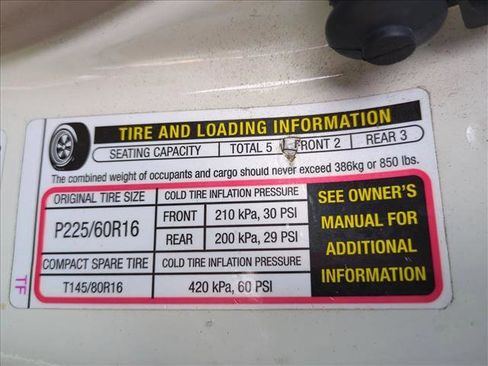 TIRE AND LOADING INFORMATION
SEATING CAPACITY TOTAL 5 FRONT 2 REAR 3
The combined weight of occupants and cargo should never exceed 386kg or 850 lbs.
ORIGINAL TIRE SIZE COLD TIRE INFLATION PRESSURE
P225/60R16 FRONT 210 kPa, 30 PSI
REAR 200 kPa, 29 PSI
COMPACT SPARE TIRE COLD TIRE INFLATION PRESSURE
T145/80R16 420 kPa, 60 PSI
SEE OWNER'S
MANUAL FOR
ADDITIONAL
INFORMATION
TF